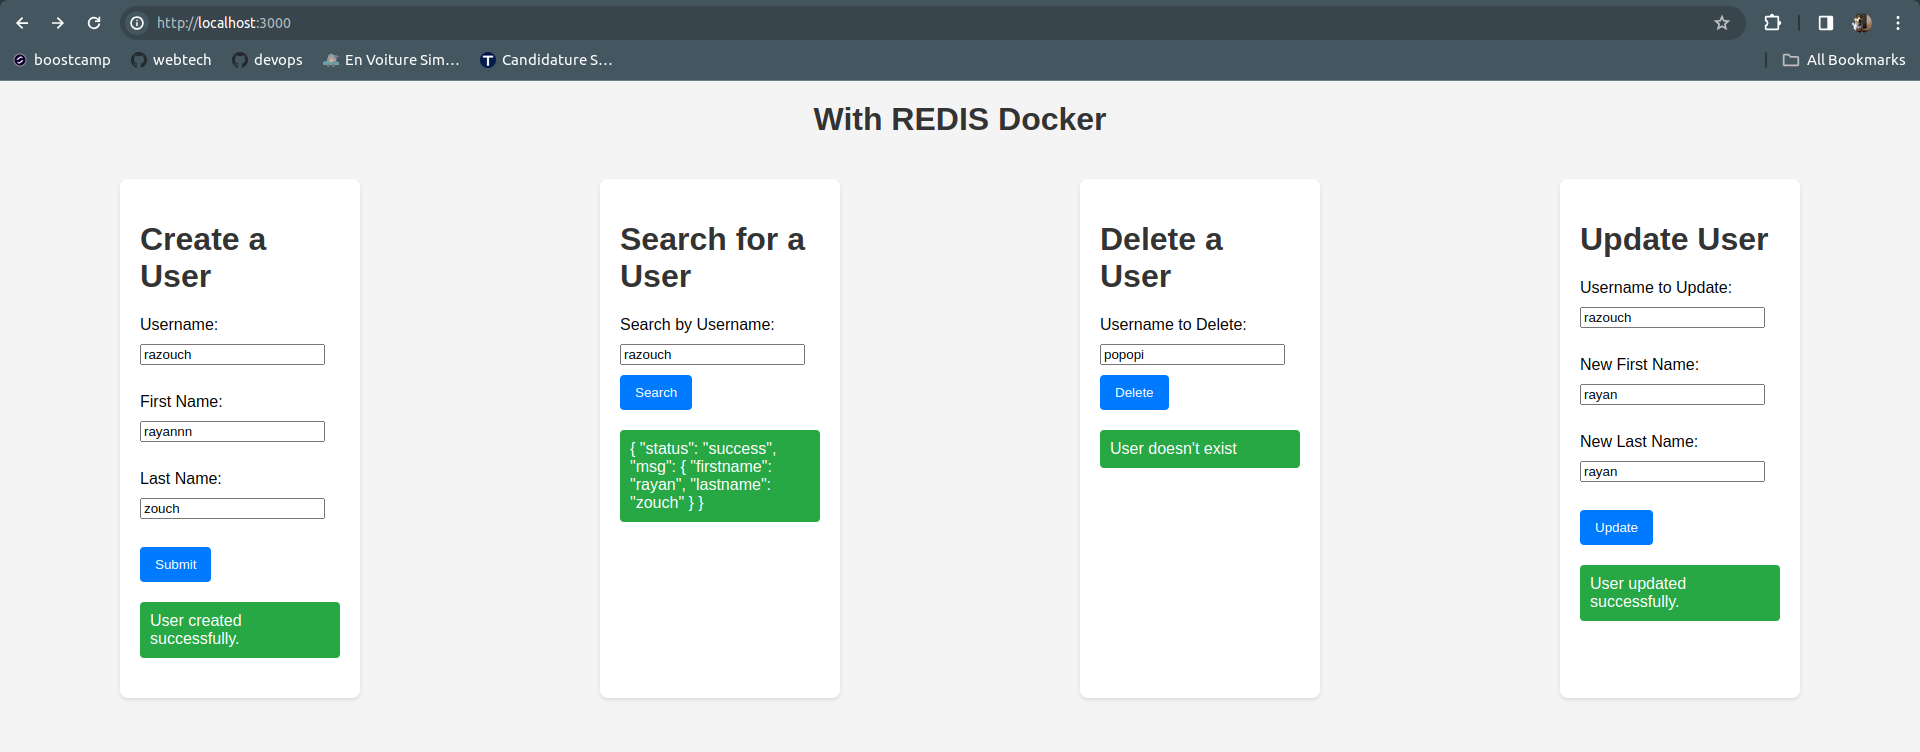 http://localhost:3000
boostcamp
webtech
devops
En Voiture Sim...
Candidature S...
All Bookmarks
With REDIS Docker
Create a
User
Username:
razouch
First Name:
rayannn
Last Name:
zouch
Submit
User created
successfully.
Search for a
User
Search by Username:
razouch
Search
{ "status": "success",
"msg": { "firstname":
"rayan", "lastname":
"zouch" } }
Delete a
User
Username to Delete:
popopi
Delete
User doesn't exist
Update User
Username to Update:
razouch
New First Name:
rayan
New Last Name:
rayan
Update
User updated
successfully.